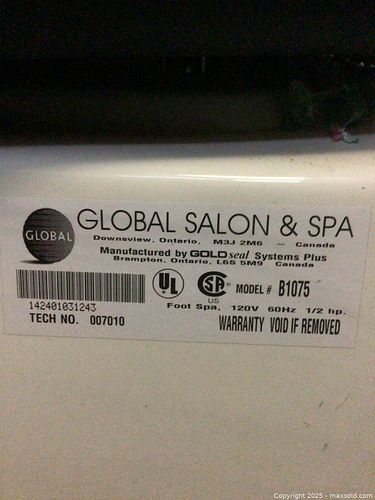 GLOBAL
GLOBAL SALON & SPA
Downsview, Ontario, M3J 2M6 — Canada
Manufactured by GOLDseal Systems Plus
Brampton, Ontario, L6S 5M9 Canada
UL
SA
US
MODEL # B1075
142401031243
Foot Spa, 120V 60Hz 1/2 hp.
TECH NO. 007010
WARRANTY VOID IF REMOVED
Copyright 2025 - maxsold.com